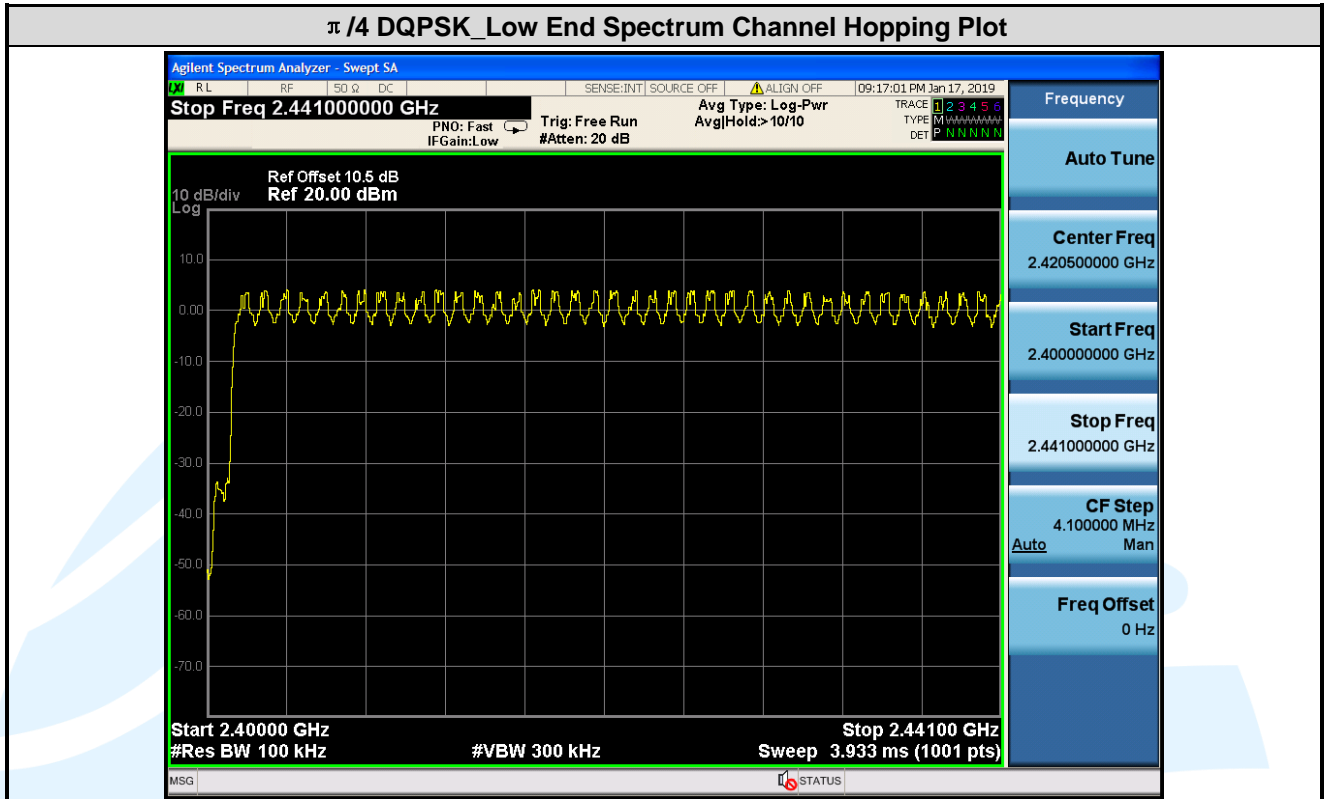 π/4 DQPSK_Low End Spectrum Channel Hopping Plot
Agilent Spectrum Analyzer - Swept SA
LXI RL RF 50 Ω DC SENSE:INT SOURCE OFF ALIGN OFF 09:17:01 PM Jan 17, 2019
Stop Freq 2.441000000 GHz
PNO: Fast
IFGain:Low
Trig: Free Run
#Atten: 20 dB
Avg Type: Log-Pwr
Avg|Hold:>10/10
TRACE 1 2 3 4 5 6
TYPE M WWWWW
DET P N N N N N
Ref Offset 10.5 dB
10 dB/div Ref 20.00 dBm
Log
10.0
0.00
-10.0
-20.0
-30.0
-40.0
-50.0
-60.0
-70.0
Start 2.40000 GHz Stop 2.44100 GHz
#Res BW 100 kHz #VBW 300 kHz Sweep 3.933 ms (1001 pts)
MSG STATUS
Frequency
Auto Tune
Center Freq
2.420500000 GHz
Start Freq
2.400000000 GHz
Stop Freq
2.441000000 GHz
CF Step
4.100000 MHz
Auto Man
Freq Offset
0 Hz